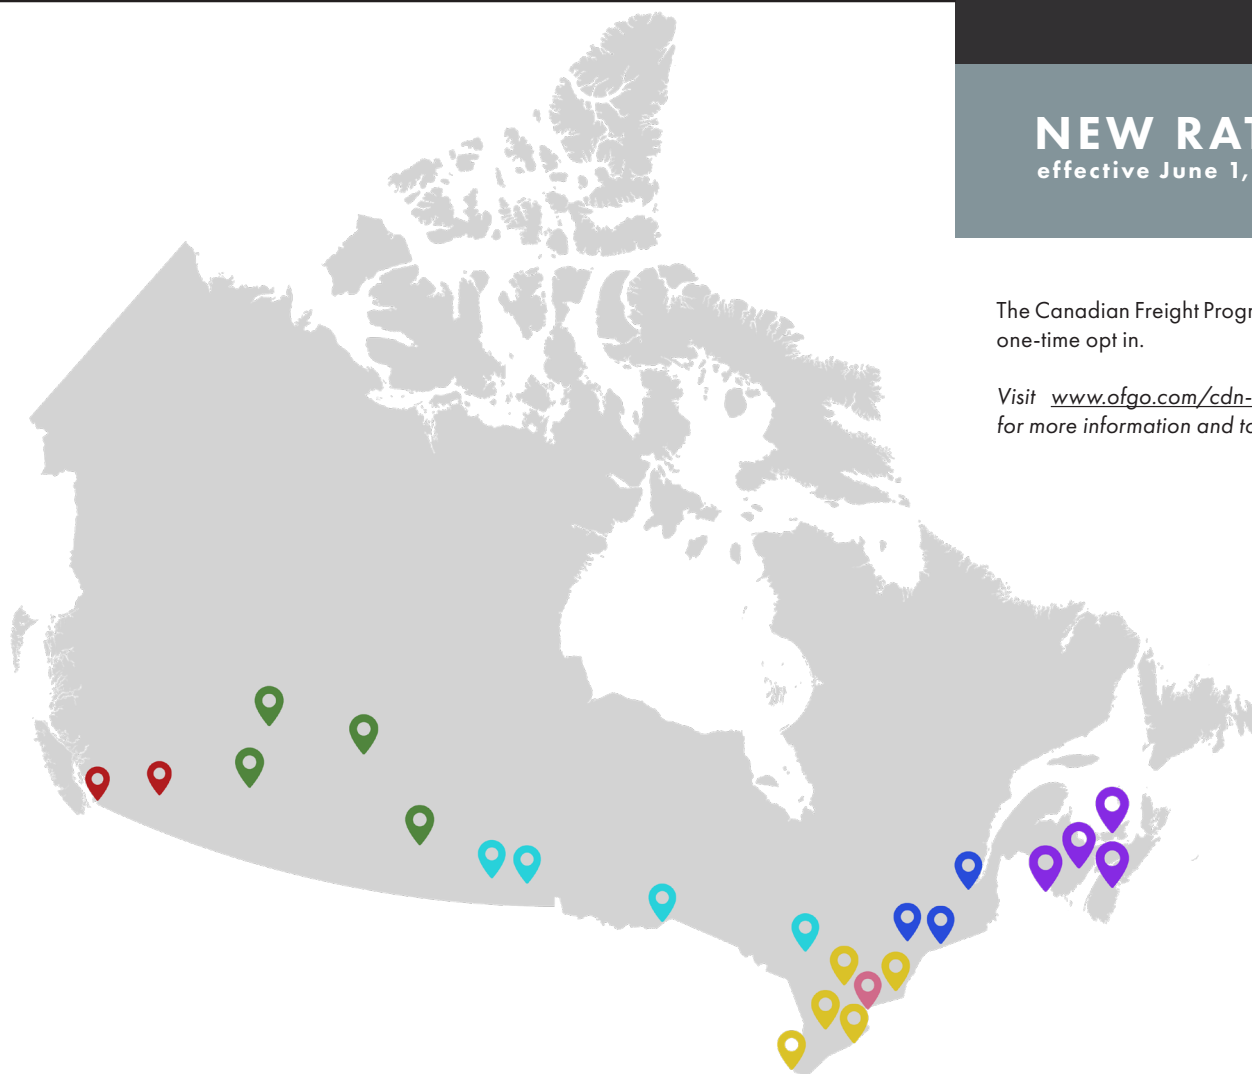 NEW RAT
effective June 1,
The Canadian Freight Progr
one-time opt in.
Visit www.ofgo.com/cdn-
for more information and to